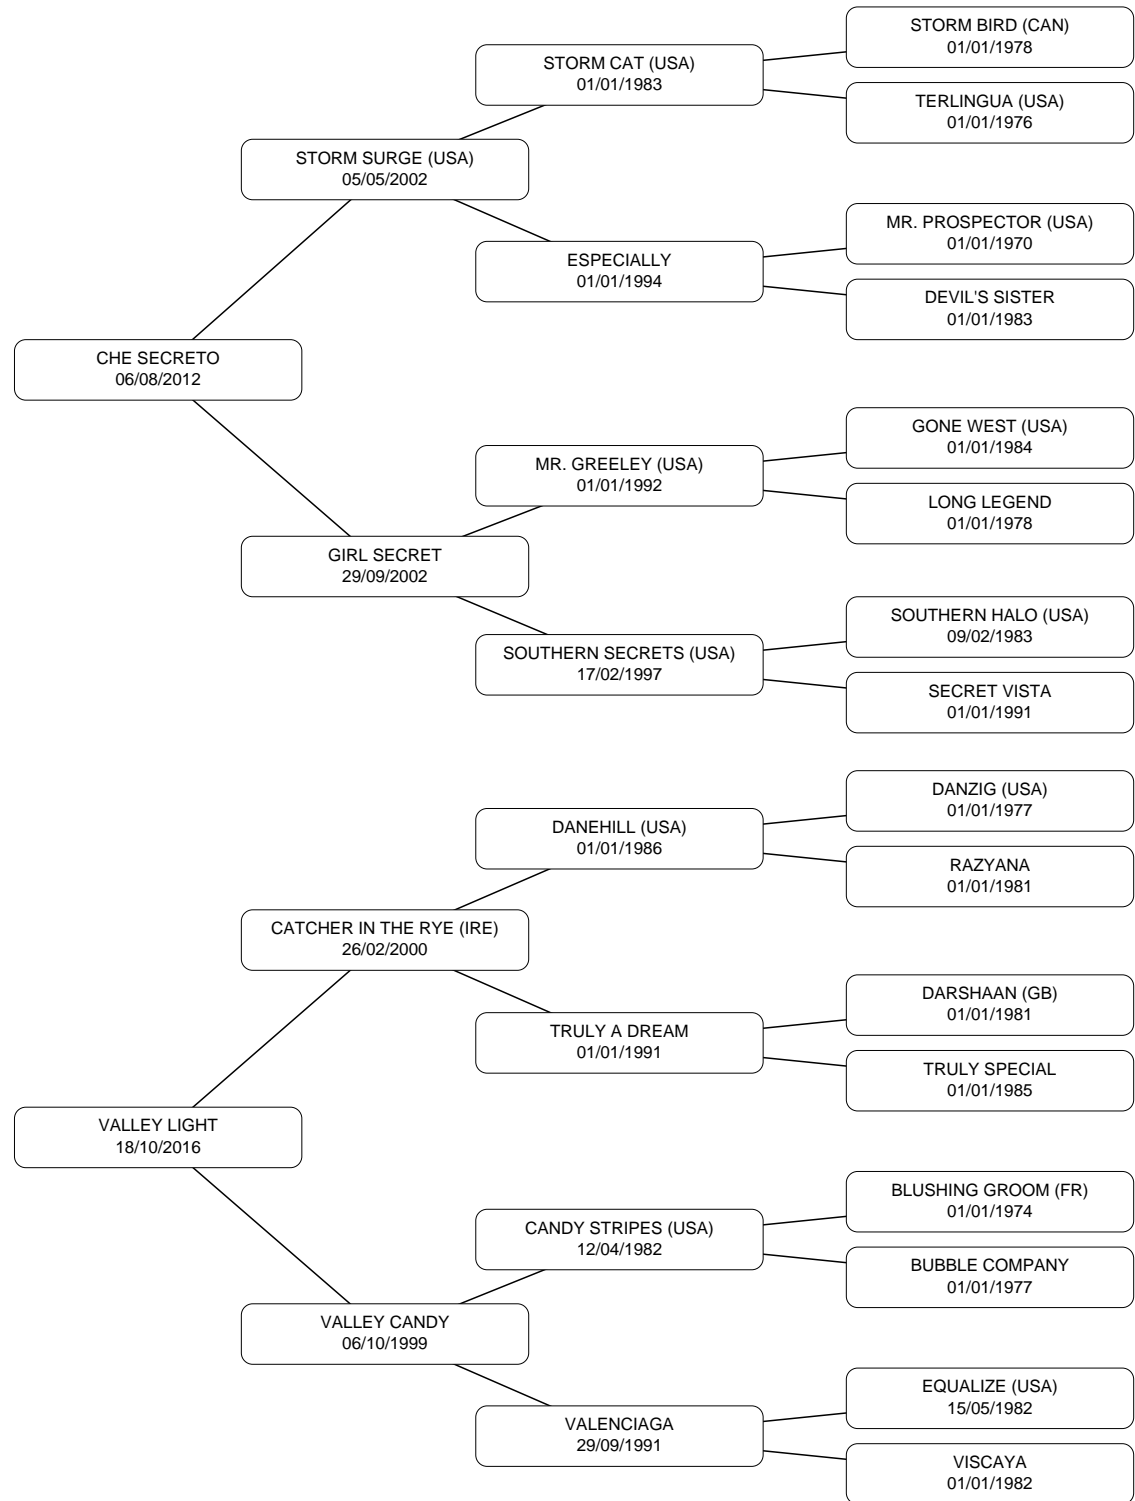 STORM BIRD (CAN)
01/01/1978
STORM CAT (USA)
01/01/1983
TERLINGUA (USA)
01/01/1976
STORM SURGE (USA)
05/05/2002
MR. PROSPECTOR (USA)
01/01/1970
ESPECIALLY
01/01/1994
DEVIL'S SISTER
01/01/1983
CHE SECRETO
06/08/2012
GONE WEST (USA)
01/01/1984
MR. GREELEY (USA)
01/01/1992
LONG LEGEND
01/01/1978
GIRL SECRET
29/09/2002
SOUTHERN HALO (USA)
09/02/1983
SOUTHERN SECRETS (USA)
17/02/1997
SECRET VISTA
01/01/1991
DANZIG (USA)
01/01/1977
DANEHILL (USA)
01/01/1986
RAZYANA
01/01/1981
CATCHER IN THE RYE (IRE)
26/02/2000
DARSHAAN (GB)
01/01/1981
TRULY A DREAM
01/01/1991
TRULY SPECIAL
01/01/1985
VALLEY LIGHT
18/10/2016
BLUSHING GROOM (FR)
01/01/1974
CANDY STRIPES (USA)
12/04/1982
BUBBLE COMPANY
01/01/1977
VALLEY CANDY
06/10/1999
EQUALIZE (USA)
15/05/1982
VALENCIAGA
29/09/1991
VISCAYA
01/01/1982